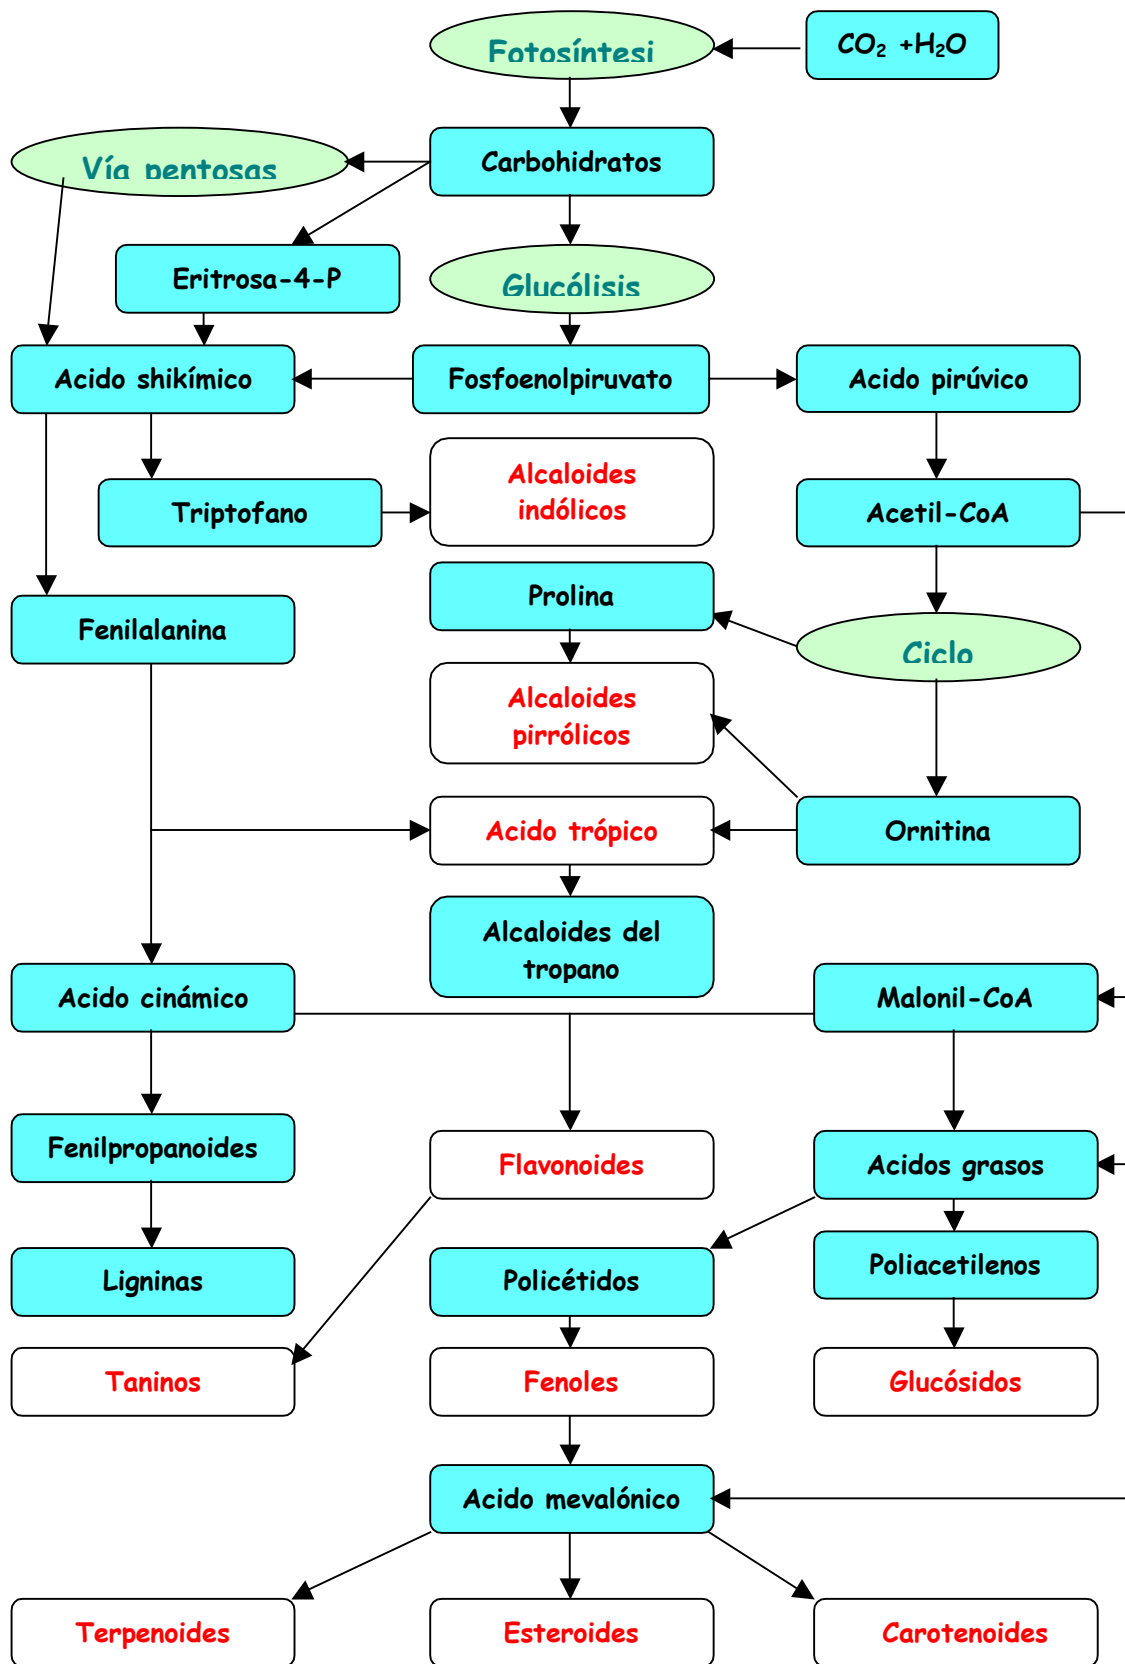 Fotosíntesi
CO₂ +H₂O
Vía pentosas
Carbohidratos
Eritrosa-4-P
Glucólisis
Acido shikímico
Fosfoenolpiruvato
Acido pirúvico
Alcaloides
indólicos
Triptofano
Acetil-CoA
Prolina
Fenilalanina
Ciclo
Alcaloides
pirrólicos
Acido trópico
Ornitina
Alcaloides del
tropano
Acido cinámico
Malonil-CoA
Fenilpropanoides
Flavonoides
Acidos grasos
Ligninas
Policétidos
Poliacetilenos
Taninos
Fenoles
Glucósidos
Acido mevalónico
Terpenoides
Esteroides
Carotenoides